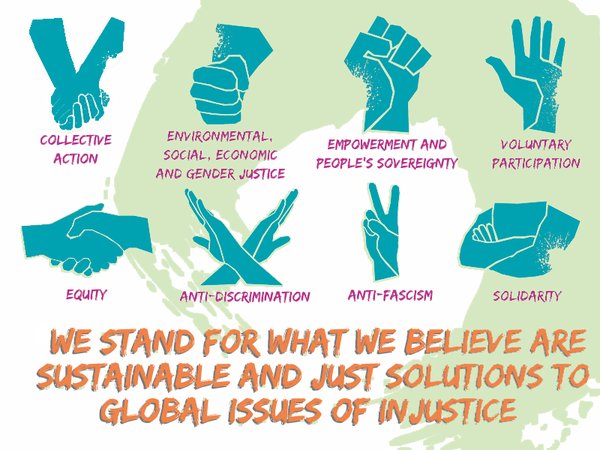 COLLECTIVE
ACTION
ENVIRONMENTAL,
SOCIAL, ECONOMIC
AND GENDER JUSTICE
EMPOWERMENT AND
PEOPLE'S SOVEREIGNTY
VOLUNTARY
PARTICIPATION
EQUITY
ANTI-DISCRIMINATION
ANTI-FASCISM
SOLIDARITY
WE STAND FOR WHAT WE BELIEVE ARE
SUSTAINABLE AND JUST SOLUTIONS TO
GLOBAL ISSUES OF INJUSTICE